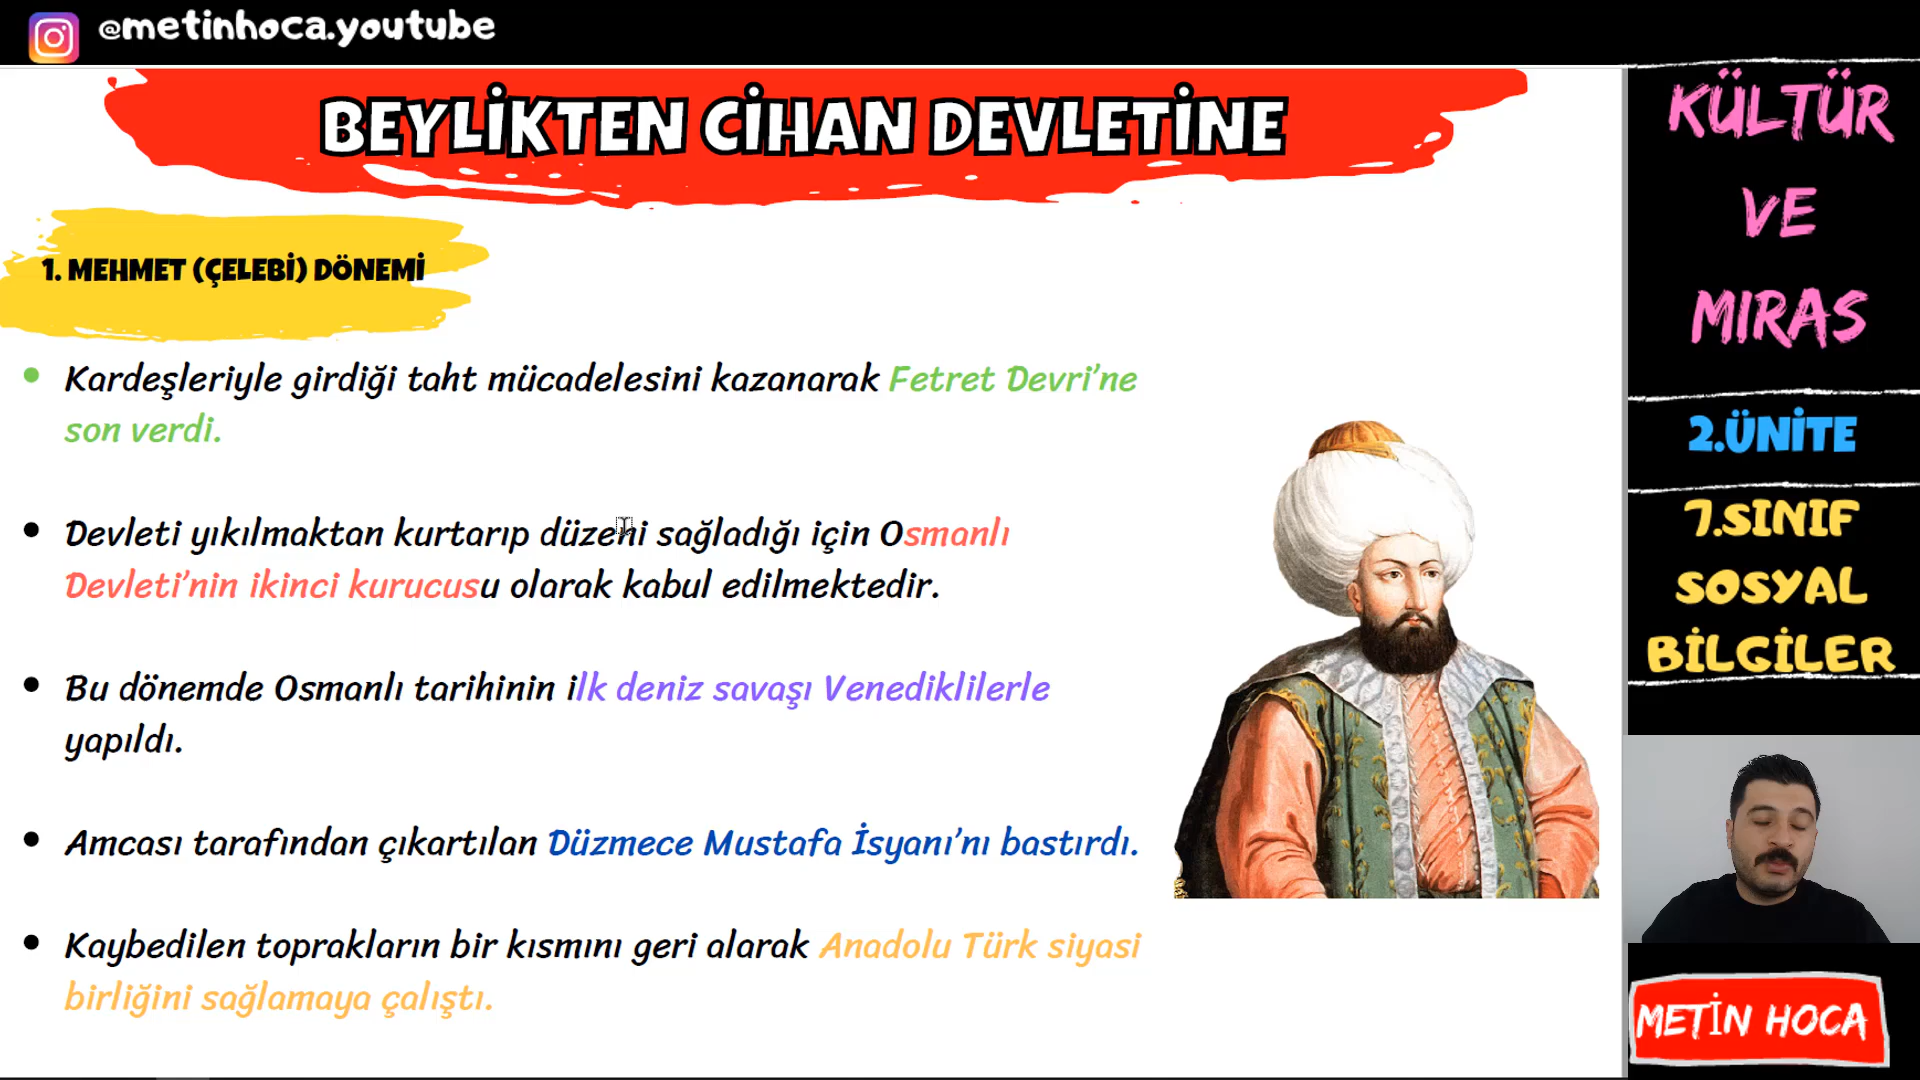 @metinhoca.youtube
BEYLİKTEN CİHAN DEVLETİNE
1. MEHMET (ÇELEBİ) DÖNEMİ
• Kardeşleriyle girdiği taht mücadelesini kazanarak Fetret Devri'ne
son verdi.
• Devleti yıkılmaktan kurtarıp düzeni sağladığı için Osmanlı
Devleti'nin ikinci kurucusu olarak kabul edilmektedir.
• Bu dönemde Osmanlı tarihinin ilk deniz savaşı Venediklilerle
yapıldı.
• Amcası tarafından çıkartılan Düzmece Mustafa İsyanı'nı bastırdı.
• Kaybedilen toprakların bir kısmını geri alarak Anadolu Türk siyasi
birliğini sağlamaya çalıştı.
KÜLTÜR
VE
MIRAS
2.ÜNİTE
7.SINIF
SOSYAL
BİLGİLER
METİN HOCA